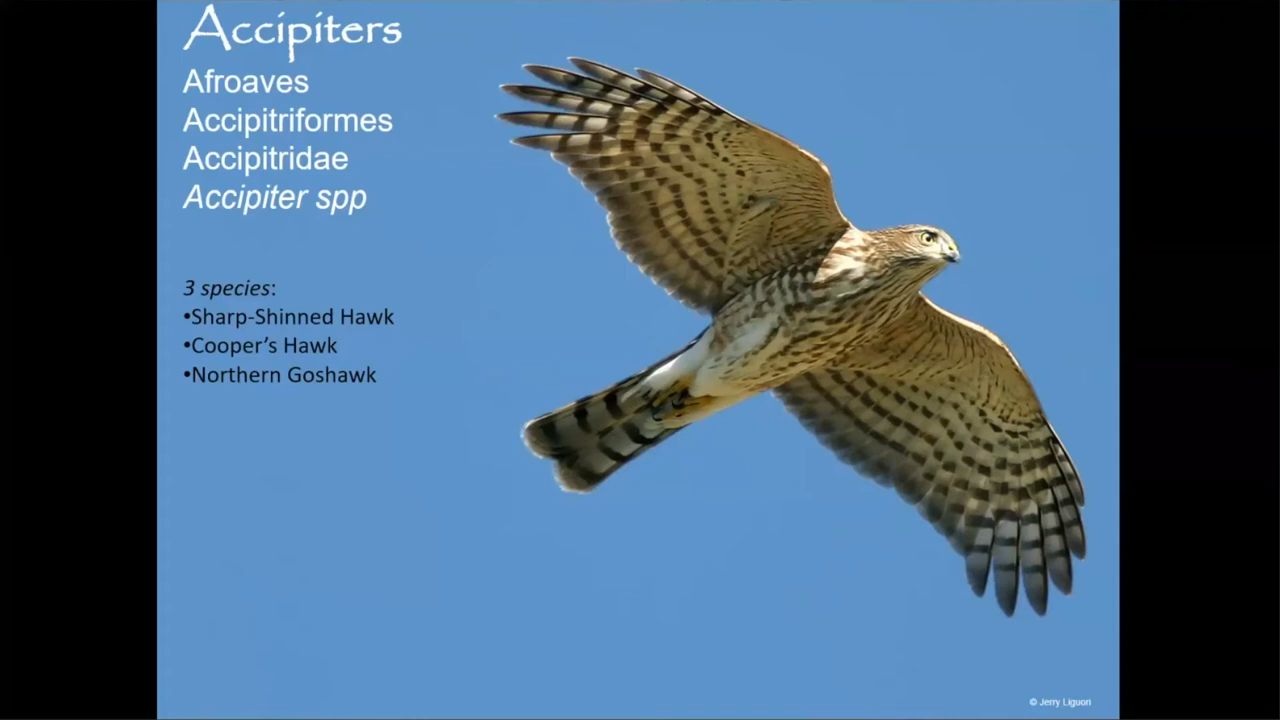 Accipiters
Afroaves
Accipitriformes
Accipitridae
Accipiter spp
3 species:
•Sharp-Shinned Hawk
•Cooper’s Hawk
•Northern Goshawk
© Jerry Liguori